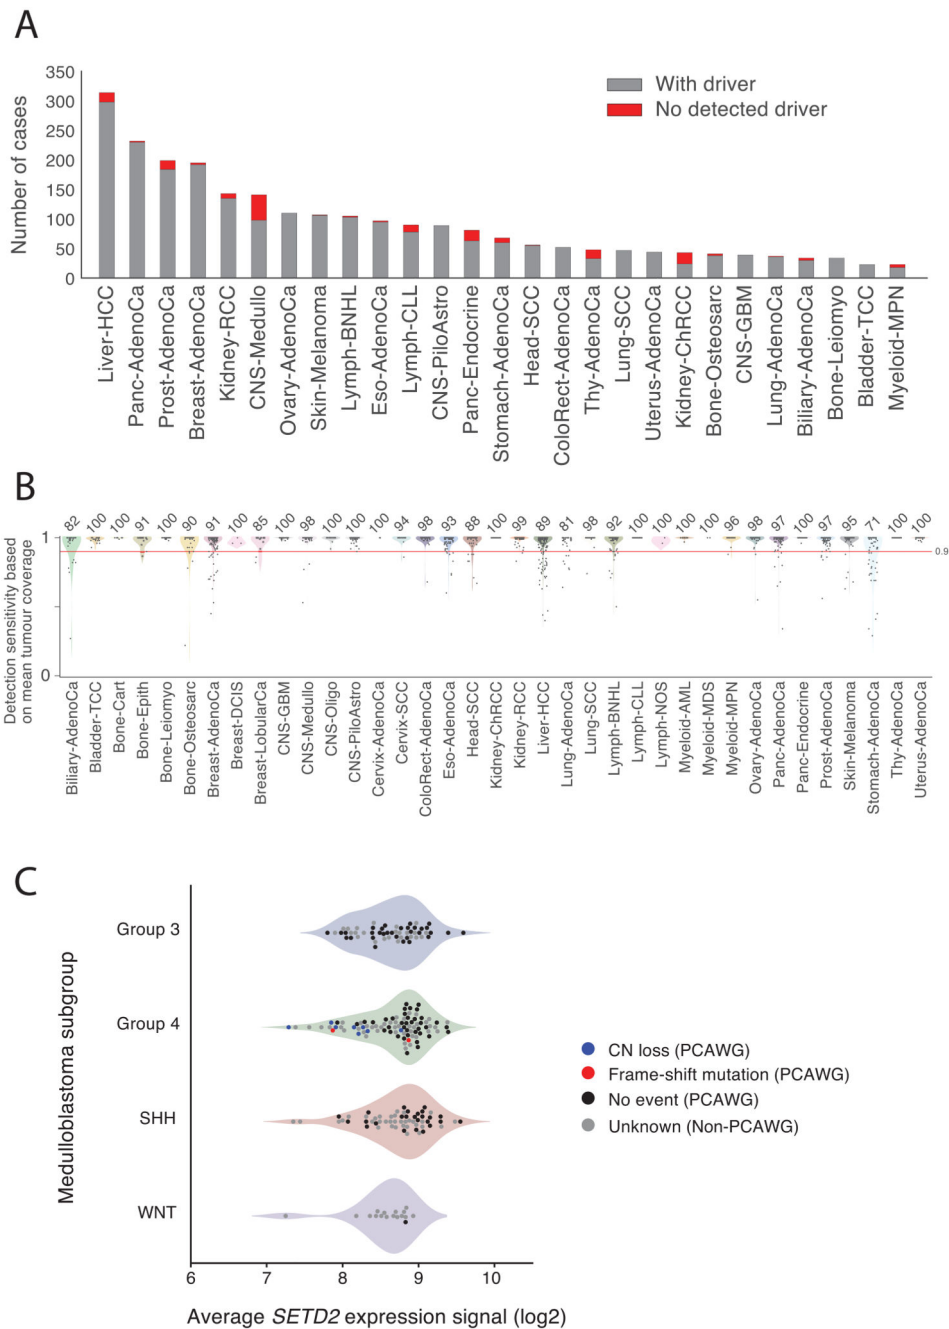 A
Number of cases
350
300
250
200
150
100
50
0
With driver
No detected driver
Liver-HCC
Panc-AdenoCa
Prost-AdenoCa
Breast-AdenoCa
Kidney-RCC
CNS-Medullo
Ovary-AdenoCa
Skin-Melanoma
Lymph-BNHL
Eso-AdenoCa
Lymph-CLL
CNS-PiloAstro
Panc-Endocrine
Stomach-AdenoCa
Head-SCC
ColoRect-AdenoCa
Thy-AdenoCa
Lung-SCC
Uterus-AdenoCa
Kidney-ChRCC
Bone-Osteosarc
CNS-GBM
Lung-AdenoCa
Biliary-AdenoCa
Bone-Leiomyo
Bladder-TCC
Myeloid-MPN
B
Detection sensitivity based
on mean tumour coverage
82 100 100 91 100 90 91 100 85 100 98 100 100 100 94 98 93 88 100 99 89 81 98 92 100 100 100 100 96 98 97 100 97 95 71 100 100
1
0.9
0
Biliary-AdenoCa
Bladder-TCC
Bone-Cart
Bone-Epith
Bone-Leiomyo
Bone-Osteosarc
Breast-AdenoCa
Breast-DCIS
Breast-LobularCa
CNS-GBM
CNS-Medullo
CNS-Oligo
CNS-PiloAstro
Cervix-AdenoCa
Cervix-SCC
ColoRect-AdenoCa
Eso-AdenoCa
Head-SCC
Kidney-ChRCC
Kidney-RCC
Liver-HCC
Lung-AdenoCa
Lung-SCC
Lymph-BNHL
Lymph-CLL
Lymph-NOS
Myeloid-AML
Myeloid-MDS
Myeloid-MPN
Ovary-AdenoCa
Panc-AdenoCa
Panc-Endocrine
Prost-AdenoCa
Skin-Melanoma
Stomach-AdenoCa
Thy-AdenoCa
Uterus-AdenoCa
C
Medulloblastoma subgroup
Group 3
Group 4
SHH
WNT
CN loss (PCAWG)
Frame-shift mutation (PCAWG)
No event (PCAWG)
Unknown (Non-PCAWG)
6 7 8 9 10
Average SETD2 expression signal (log2)